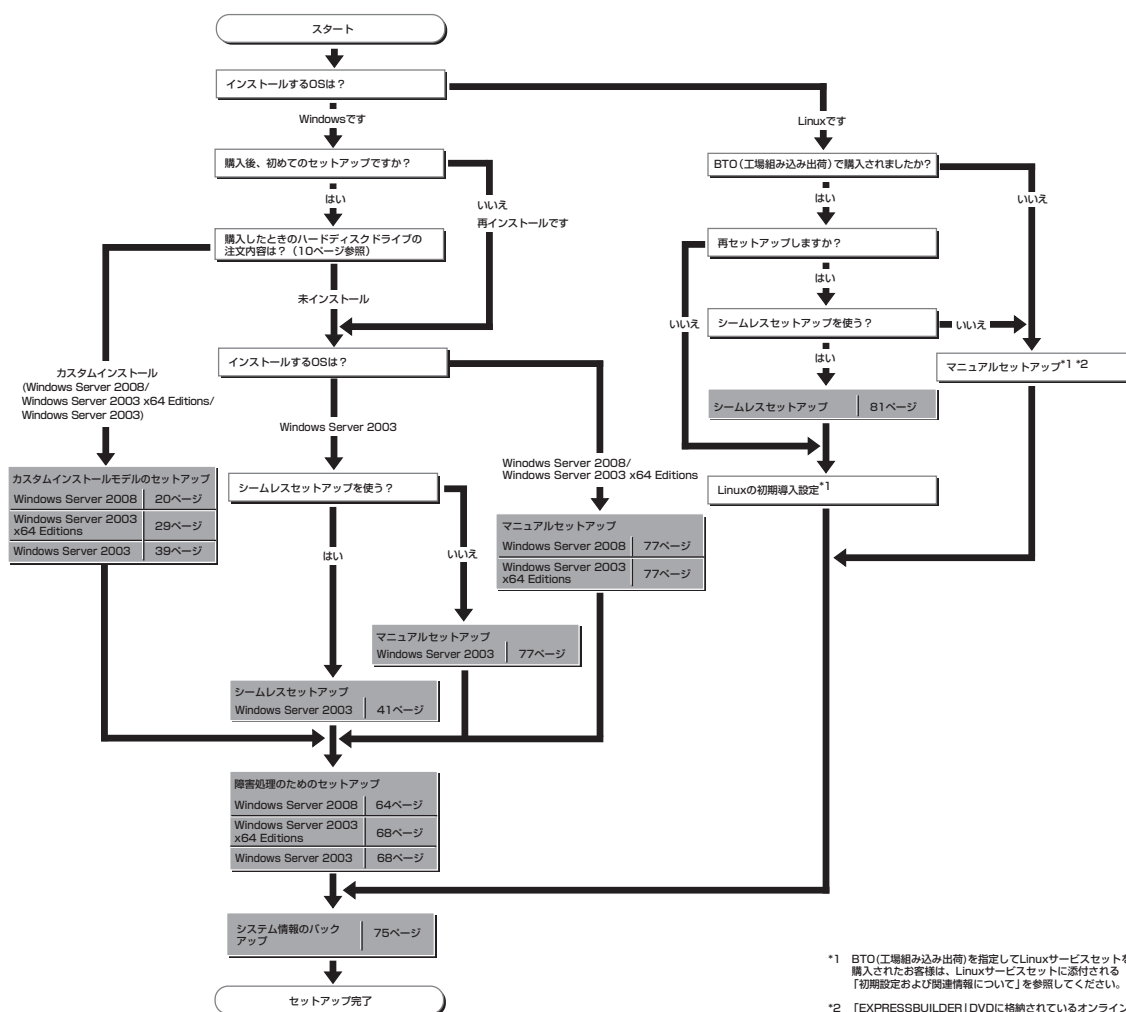 スタート
インストールするOSは？
Windowsです
Linuxです
購入後、初めてのセットアップですか？
BTO（工場組み込み出荷）で購入されましたか？
はい
いいえ
再インストールです
はい
いいえ
購入したときのハードディスクドライブの
注文内容は？（10ページ参照）
再セットアップしますか？
はい
未インストール
いいえ
シームレスセットアップを使う？
いいえ
はい
カスタムインストール
(Windows Server 2008/
Windows Server 2003 x64 Editions/
Windows Server 2003)
インストールするOSは？
マニュアルセットアップ*1 *2
シームレスセットアップ 81ページ
Windows Server 2003
Winodws Server 2008/
Windows Server 2003 x64 Editions
カスタムインストールモデルのセットアップ
Windows Server 2008 20ページ
Windows Server 2003
x64 Editions 29ページ
Windows Server 2003 39ページ
シームレスセットアップを使う？
Linuxの初期導入設定*1
はい
いいえ
マニュアルセットアップ
Windows Server 2008 77ページ
Windows Server 2003
x64 Editions 77ページ
マニュアルセットアップ
Windows Server 2003 77ページ
シームレスセットアップ
Windows Server 2003 41ページ
障害処理のためのセットアップ
Windows Server 2008 64ページ
Windows Server 2003
x64 Editions 68ページ
Windows Server 2003 68ページ
システム情報のバック
アップ 75ページ
セットアップ完了
*1 BTO(工場組み込み出荷)を指定してLinuxサービスセットを
購入されたお客様は、Linuxサービスセットに添付される
「初期設定および関連情報について」を参照してください。
*2 「EXPRESSBUILDER」DVDに格納されているオンライン